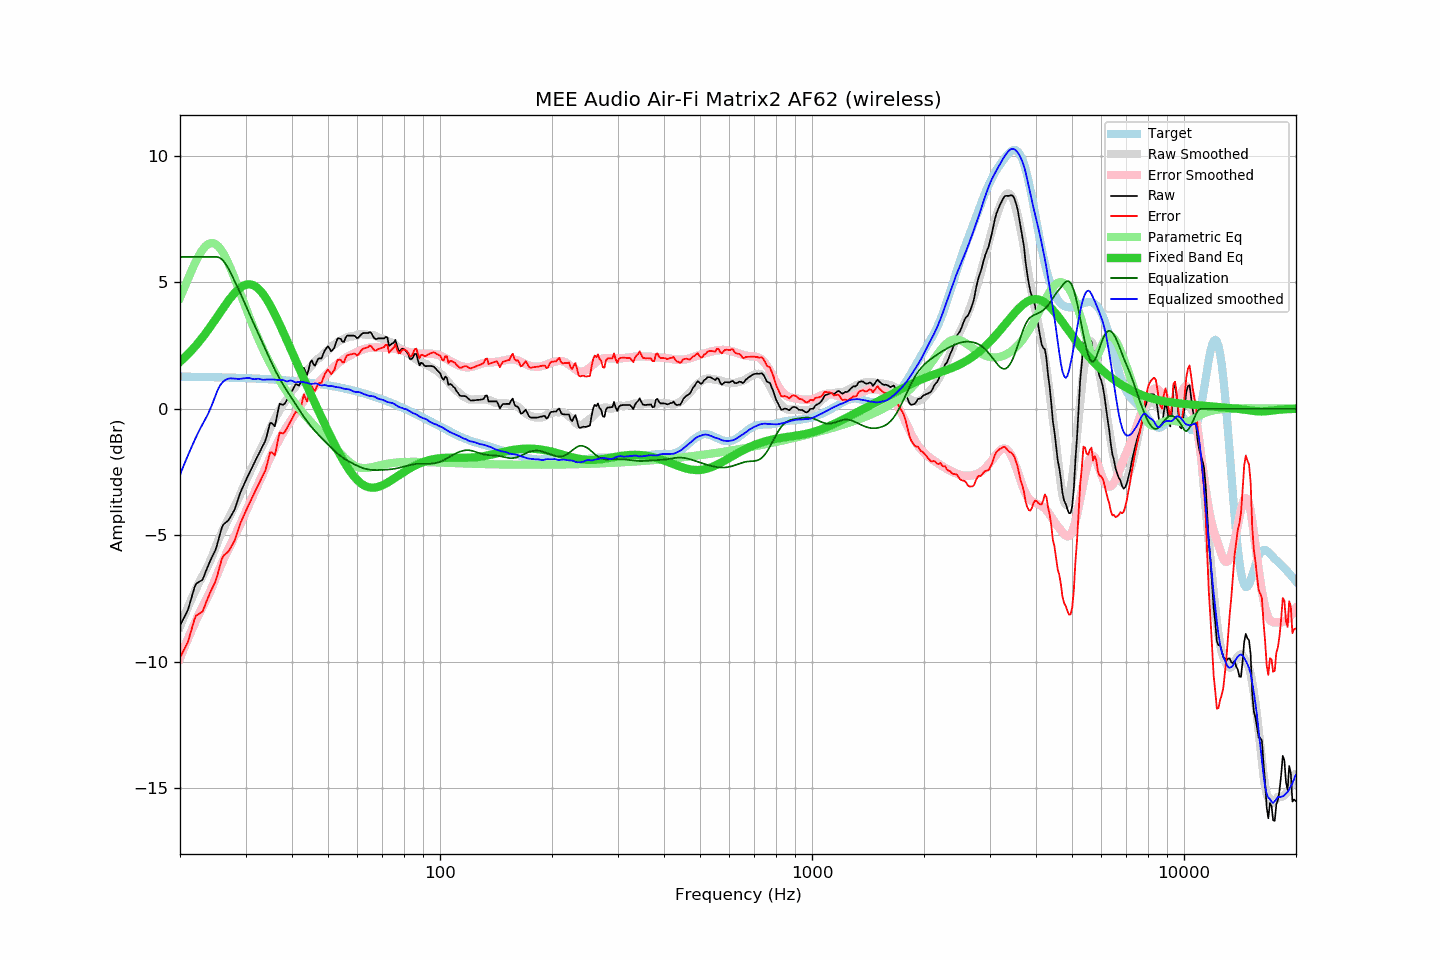 MEE Audio Air-Fi Matrix2 AF62 (wireless)
Target
Raw Smoothed
Error Smoothed
Raw
Error
Parametric Eq
Fixed Band Eq
Equalization
Equalized smoothed
10
5
0
−5
−10
−15
Amplitude (dBr)
100
1000
10000
Frequency (Hz)